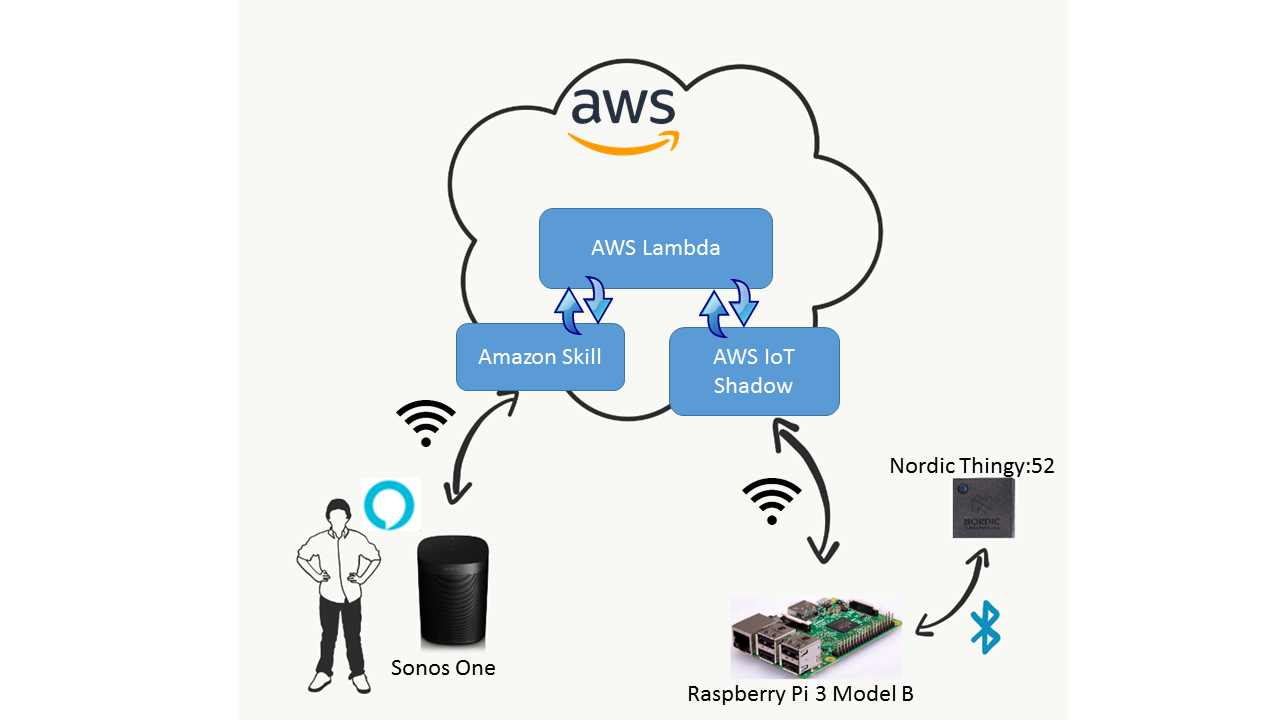 aws
AWS Lambda
Amazon Skill
AWS IoT
Shadow
Nordic Thingy:52
NORDIC
Sonos One
Raspberry Pi 3 Model B